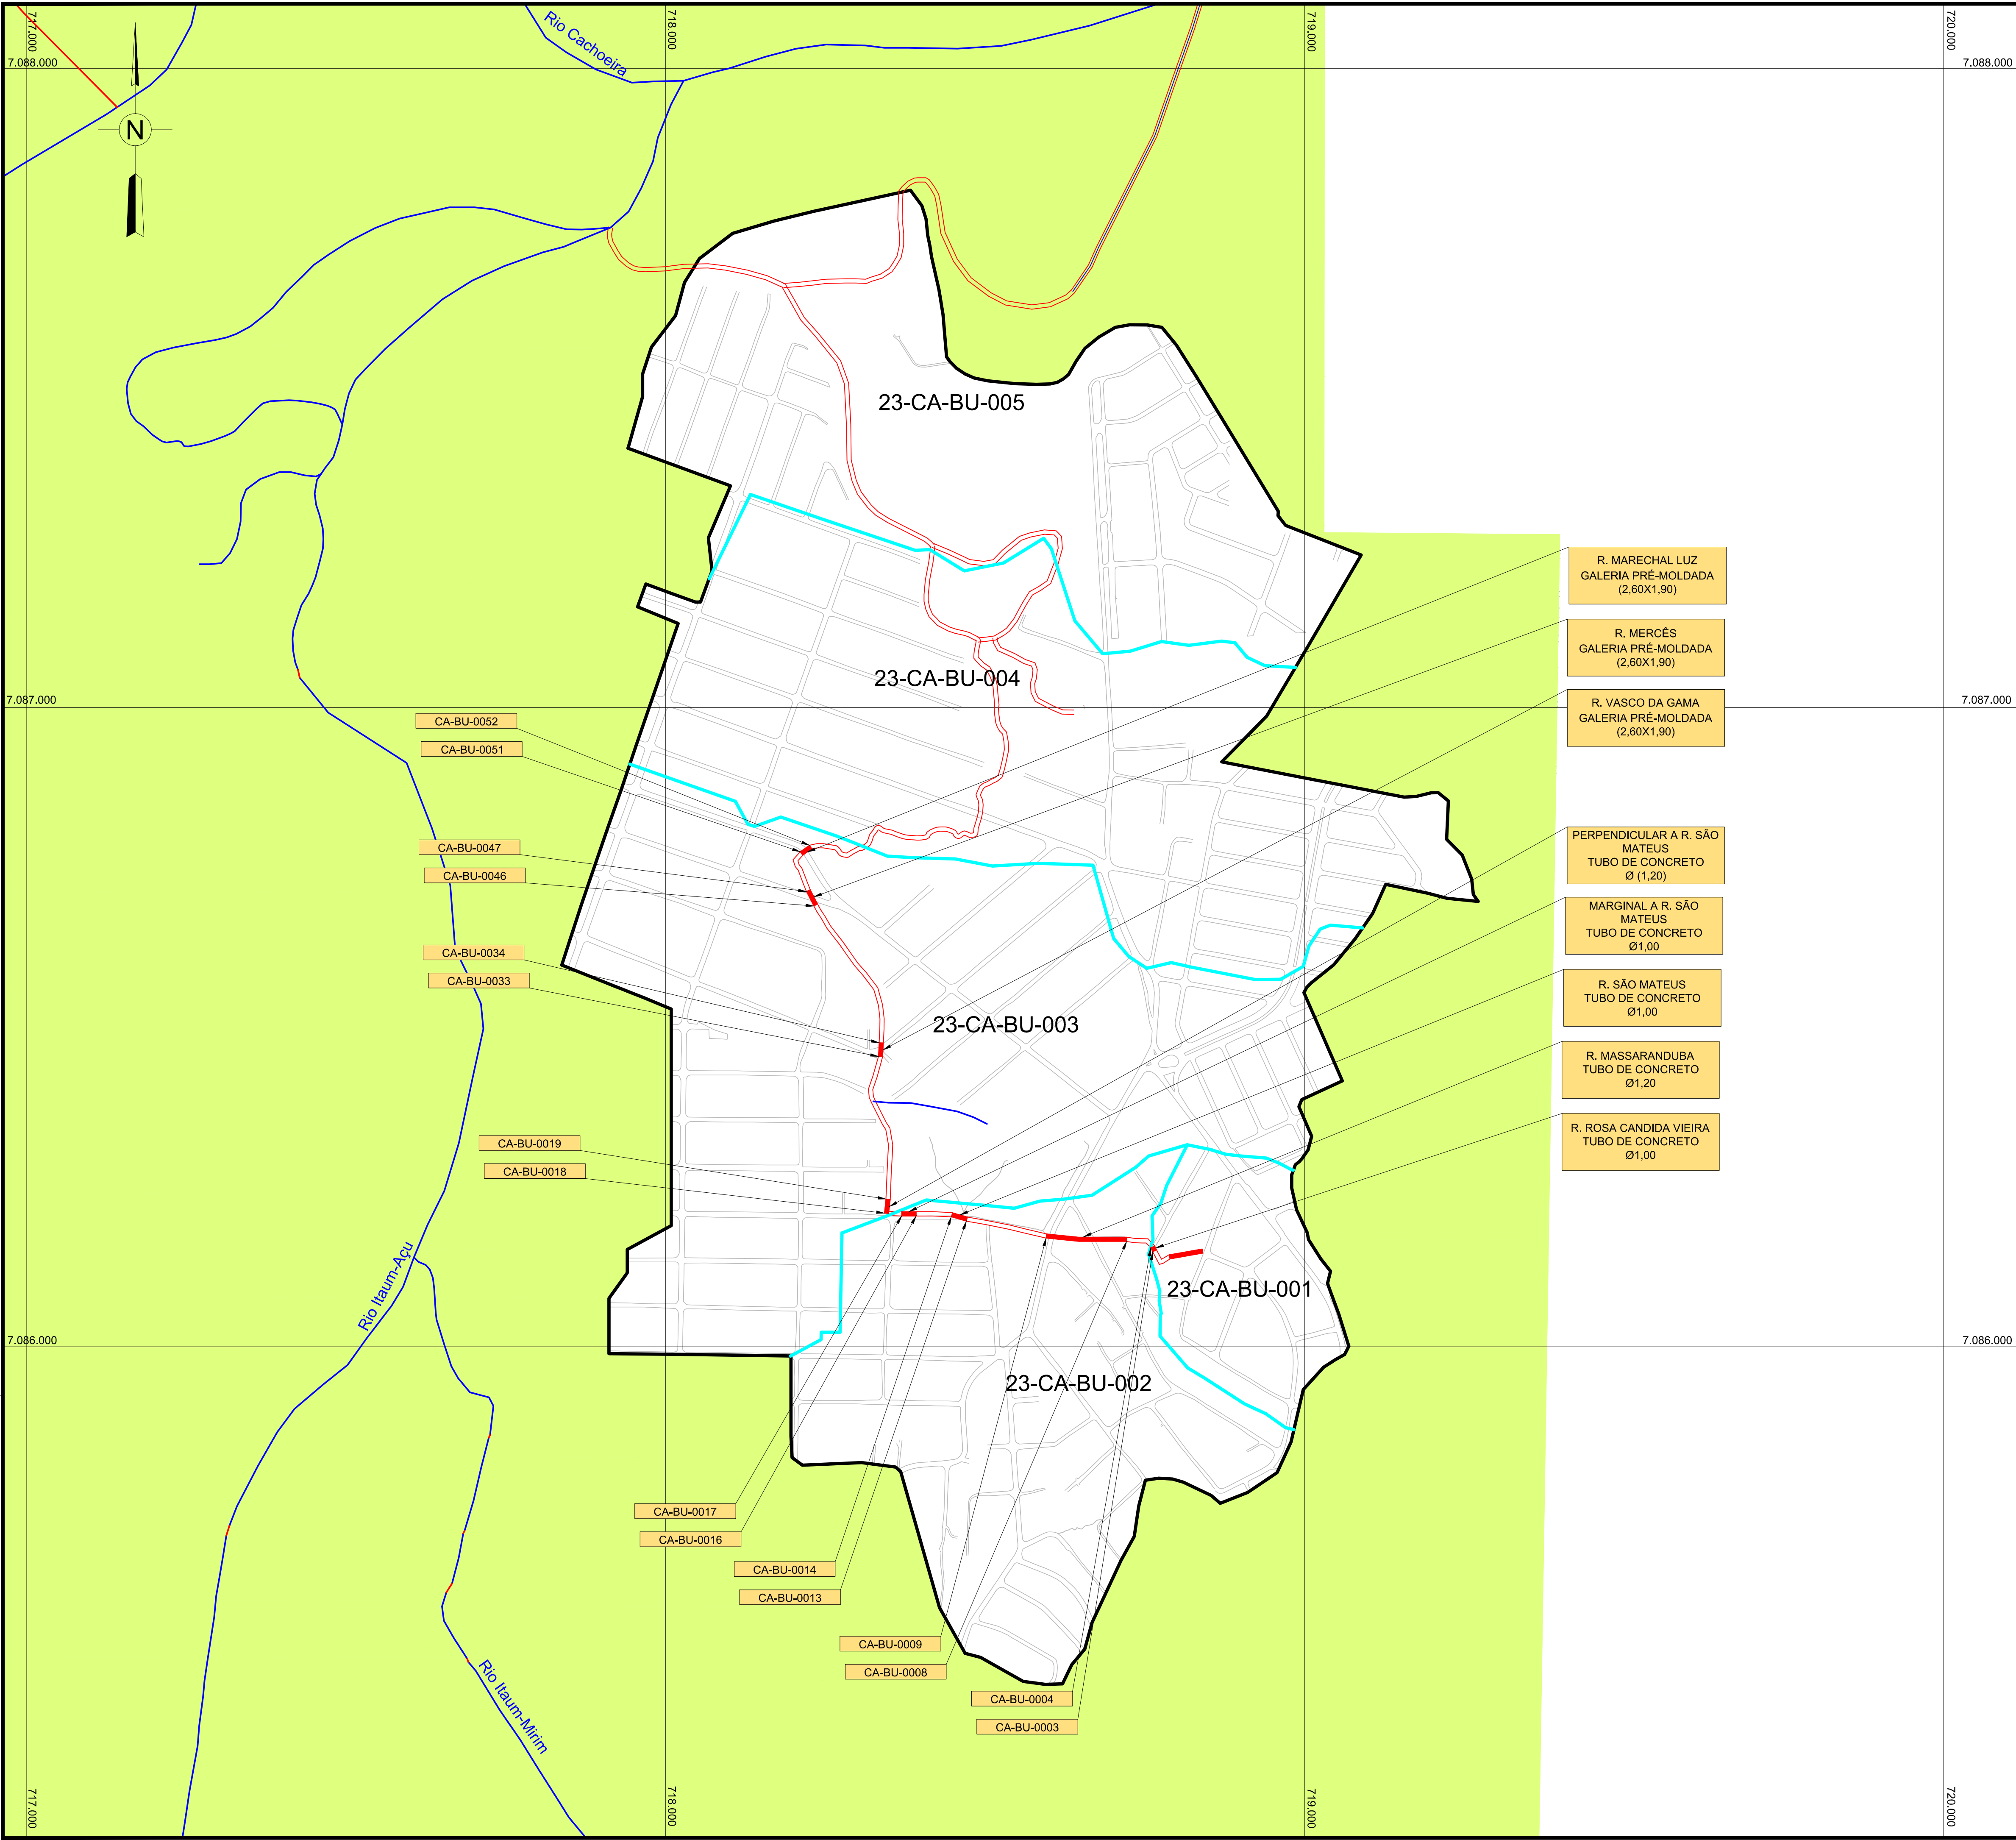 717.000
718.000
719.000
720.000
Rio Cachoeira
7.088.000
7.088.000
N
23-CA-BU-005
R. MARECHAL LUZ
GALERIA PRÉ-MOLDADA
(2,60X1,90)
R. MERCÊS
GALERIA PRÉ-MOLDADA
(2,60X1,90)
23-CA-BU-004
7.087.000
7.087.000
R. VASCO DA GAMA
GALERIA PRÉ-MOLDADA
(2,60X1,90)
CA-BU-0052
CA-BU-0051
CA-BU-0047
CA-BU-0046
PERPENDICULAR A R. SÃO
MATEUS
TUBO DE CONCRETO
Ø (1,20)
MARGINAL A R. SÃO
MATEUS
TUBO DE CONCRETO
Ø1,00
CA-BU-0034
CA-BU-0033
R. SÃO MATEUS
TUBO DE CONCRETO
Ø1,00
23-CA-BU-003
R. MASSARANDUBA
TUBO DE CONCRETO
Ø1,20
R. ROSA CANDIDA VIEIRA
TUBO DE CONCRETO
Ø1,00
CA-BU-0019
CA-BU-0018
Rio Itaum-Açu
23-CA-BU-001
7.086.000
7.086.000
23-CA-BU-002
CA-BU-0017
CA-BU-0016
CA-BU-0014
CA-BU-0013
CA-BU-0009
CA-BU-0008
CA-BU-0004
CA-BU-0003
Rio Itaum-Mirim
717.000
718.000
719.000
720.000